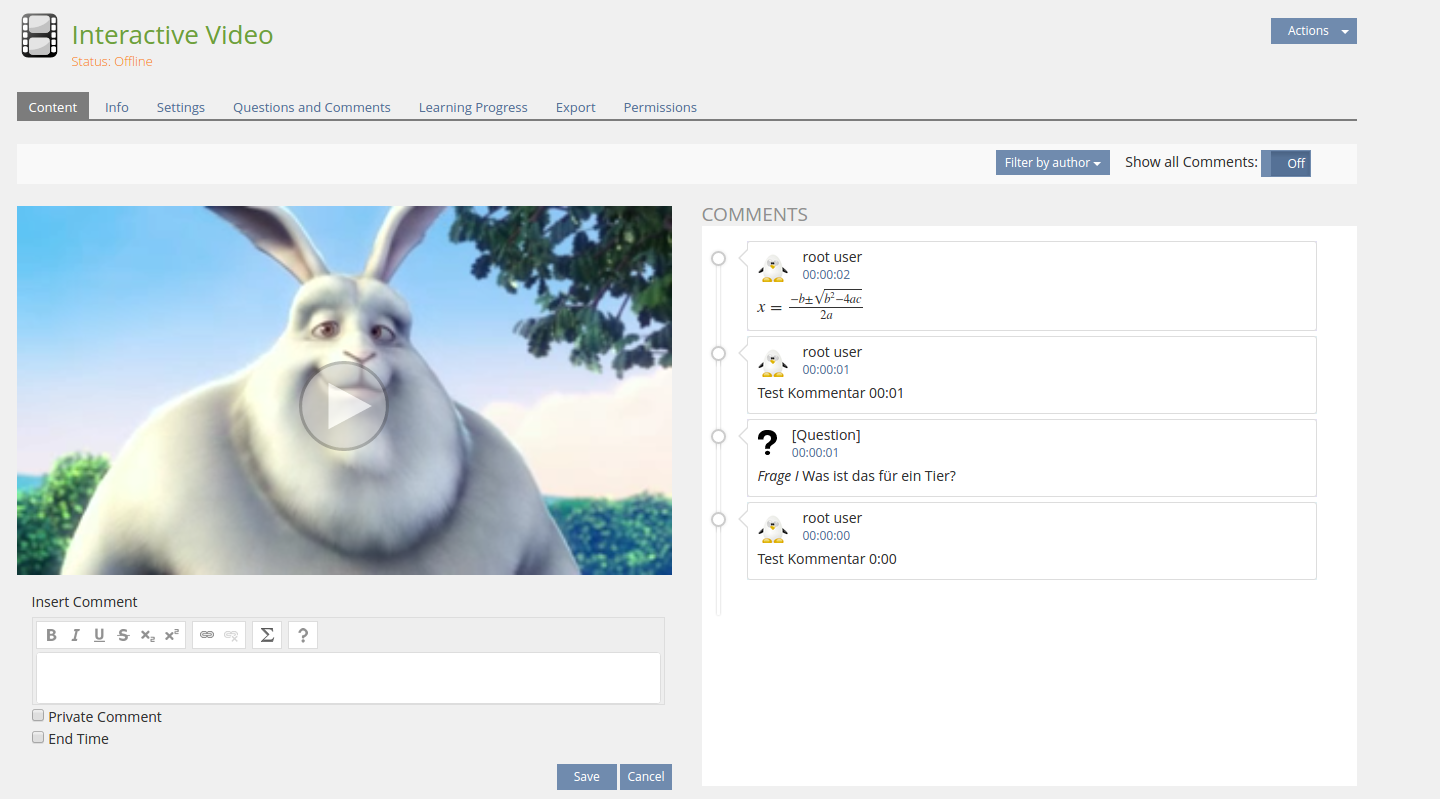 Interactive Video
Status: Offline
Actions
Content Info Settings Questions and Comments Learning Progress Export Permissions
Filter by author Show all Comments: Off
COMMENTS
root user
00:00:02
x = \frac{-b±\sqrt{b^2-4ac}}{2a}
root user
00:00:01
Test Kommentar 00:01
?
[Question]
00:00:01
Frage I Was ist das für ein Tier?
root user
00:00:00
Test Kommentar 0:00
Insert Comment
B I U S x₂ x² Σ ?
Private Comment
End Time
Save Cancel